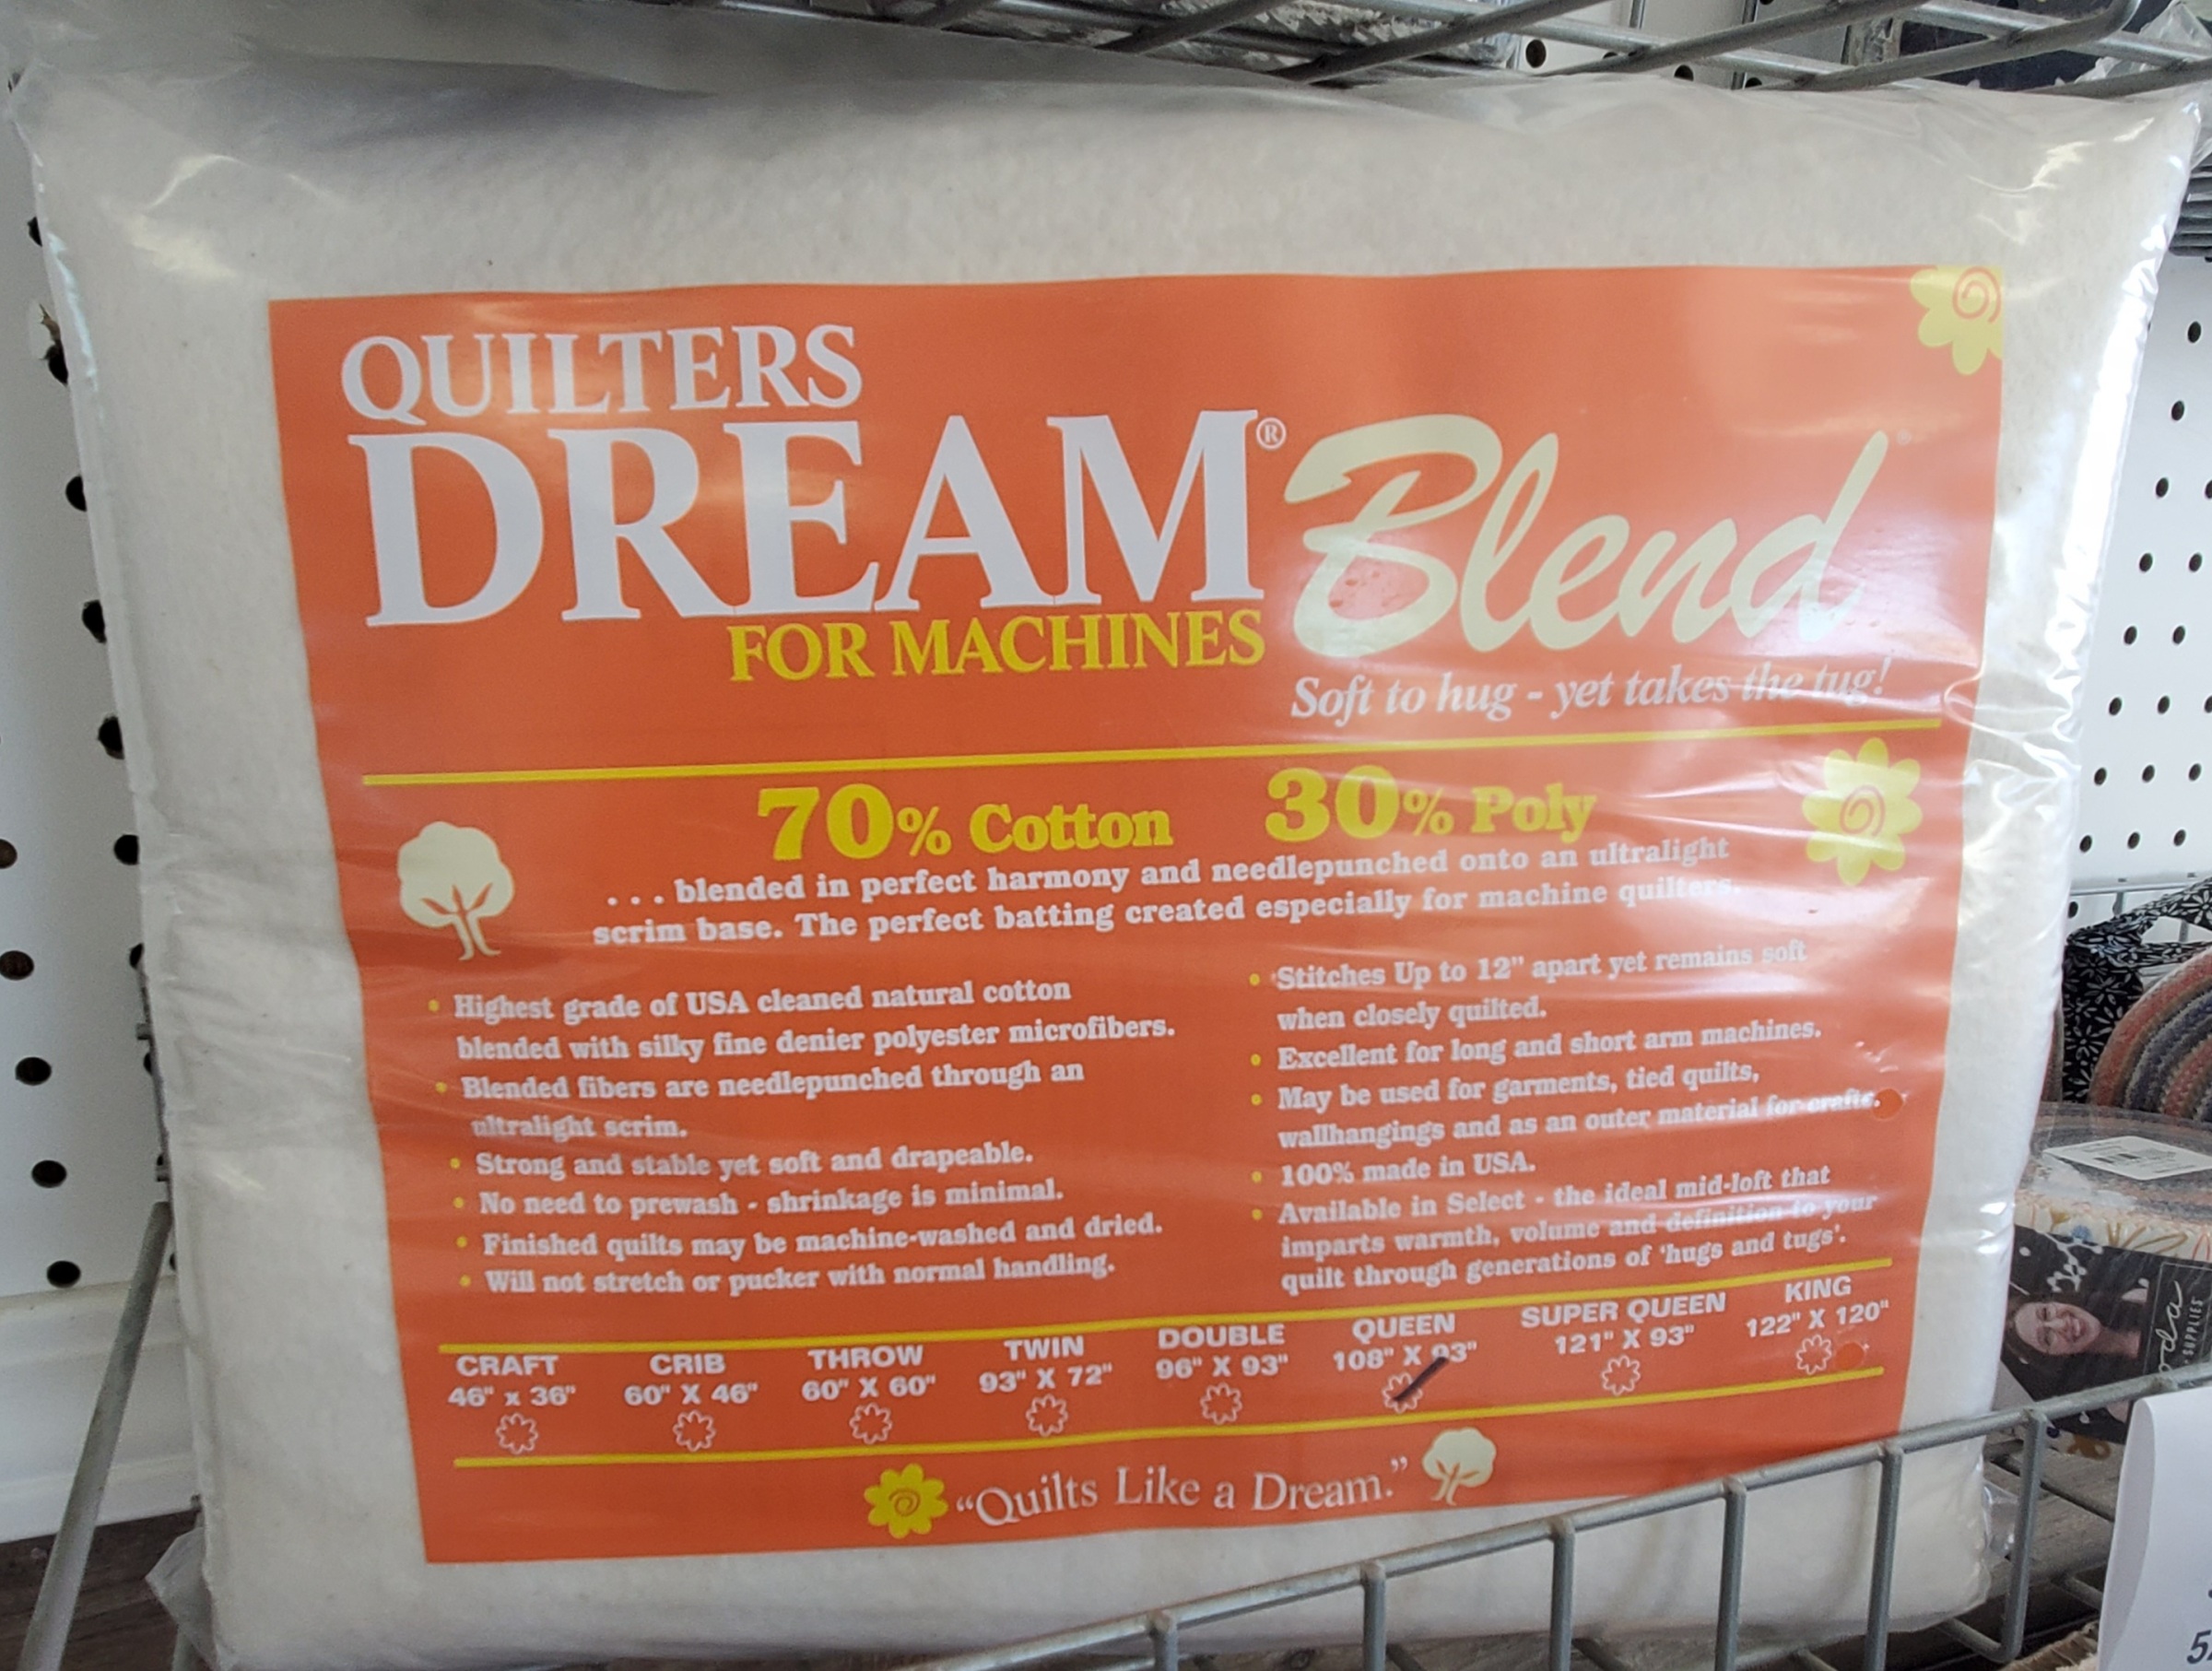 QUILTERS
DREAM® Blend
FOR MACHINES
Soft to hug - yet takes the tug!
70% Cotton 30% Poly
. . . blended in perfect harmony and needlepunched onto an ultralight
scrim base. The perfect batting created especially for machine quilters.
• Highest grade of USA cleaned natural cotton
blended with silky fine denier polyester microfibers.
• Blended fibers are needlepunched through an
ultralight scrim.
• Strong and stable yet soft and drapeable.
• No need to prewash - shrinkage is minimal.
• Finished quilts may be machine-washed and dried.
• Will not stretch or pucker with normal handling.
• Stitches Up to 12" apart yet remains soft
when closely quilted.
• Excellent for long and short arm machines.
• May be used for garments, tied quilts,
wallhangings and as an outer material for crafts.
• 100% made in USA.
• Available in Select - the ideal mid-loft that
imparts warmth, volume and definition to your
quilt through generations of 'hugs and tugs'.
CRAFT
46" x 36"
CRIB
60" X 46"
THROW
60" X 60"
TWIN
93" X 72"
DOUBLE
96" X 93"
QUEEN
108" X 93"
SUPER QUEEN
121" X 93"
KING
122" X 120"
"Quilts Like a Dream."
SUPPLIES